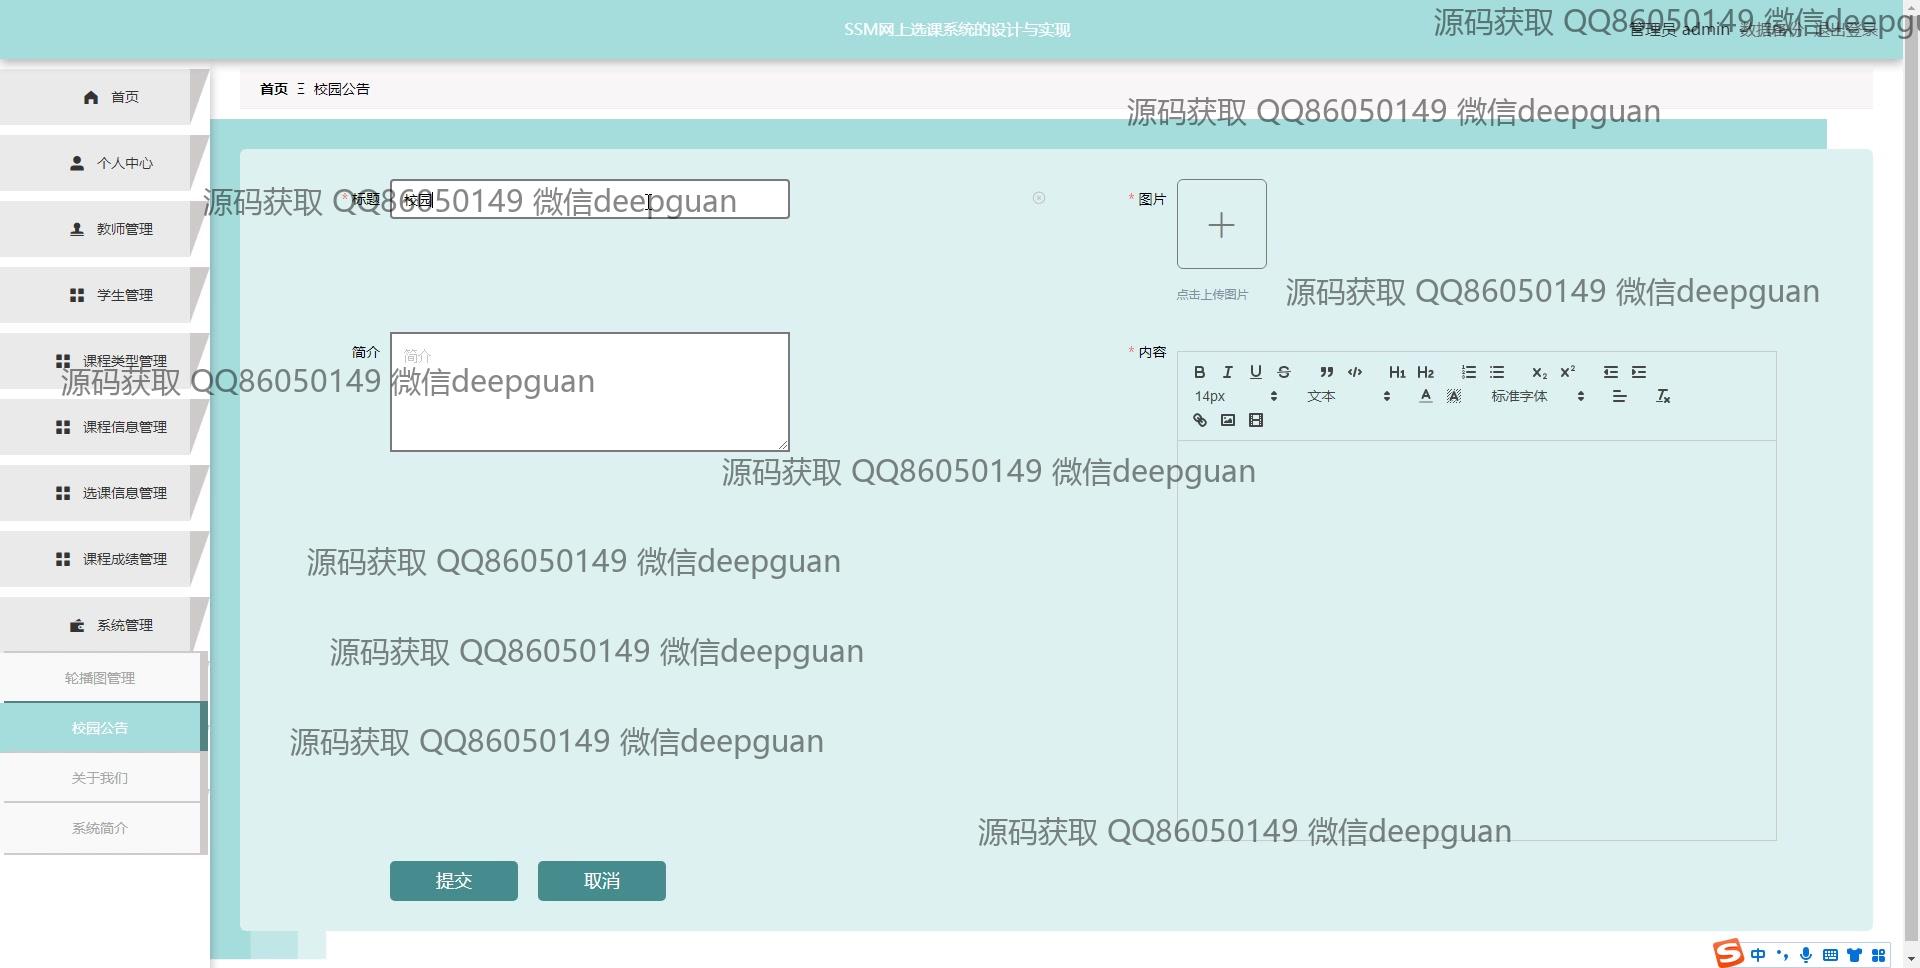 SSM网上选课系统的设计与实现
源码获取 QQ86050149 微信deepgu
管理员 admin 数据备份 退出登录
首页
首页 Ξ 校园公告
源码获取 QQ86050149 微信deepguan
个人中心
* 标题 校园
源码获取 QQ86050149 微信deepguan
* 图片
教师管理
学生管理
点击上传图片
源码获取 QQ86050149 微信deepguan
简介 简介
* 内容
课程类型管理
源码获取 QQ86050149 微信deepguan
B I U S ” </> H1 H2 x2 x2
14px 文本 A A 标准字体 Tx
课程信息管理
源码获取 QQ86050149 微信deepguan
选课信息管理
课程成绩管理
源码获取 QQ86050149 微信deepguan
系统管理
源码获取 QQ86050149 微信deepguan
轮播图管理
校园公告
源码获取 QQ86050149 微信deepguan
关于我们
系统简介
源码获取 QQ86050149 微信deepguan
提交 取消
S 中